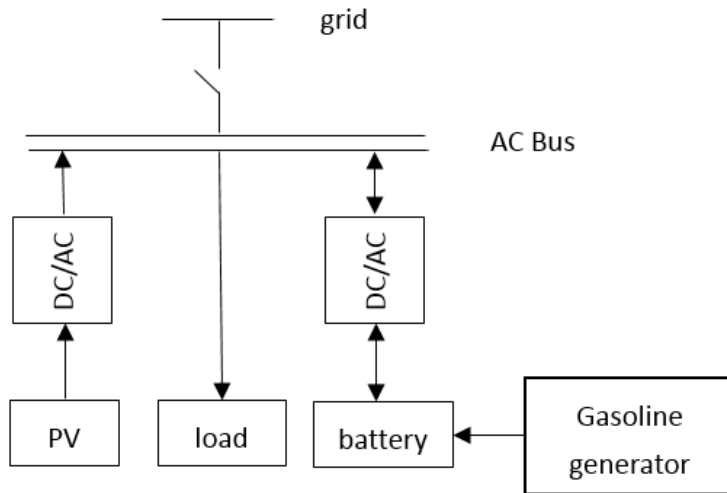 grid
AC Bus
DC/AC
DC/AC
PV
load
battery
Gasoline
generator